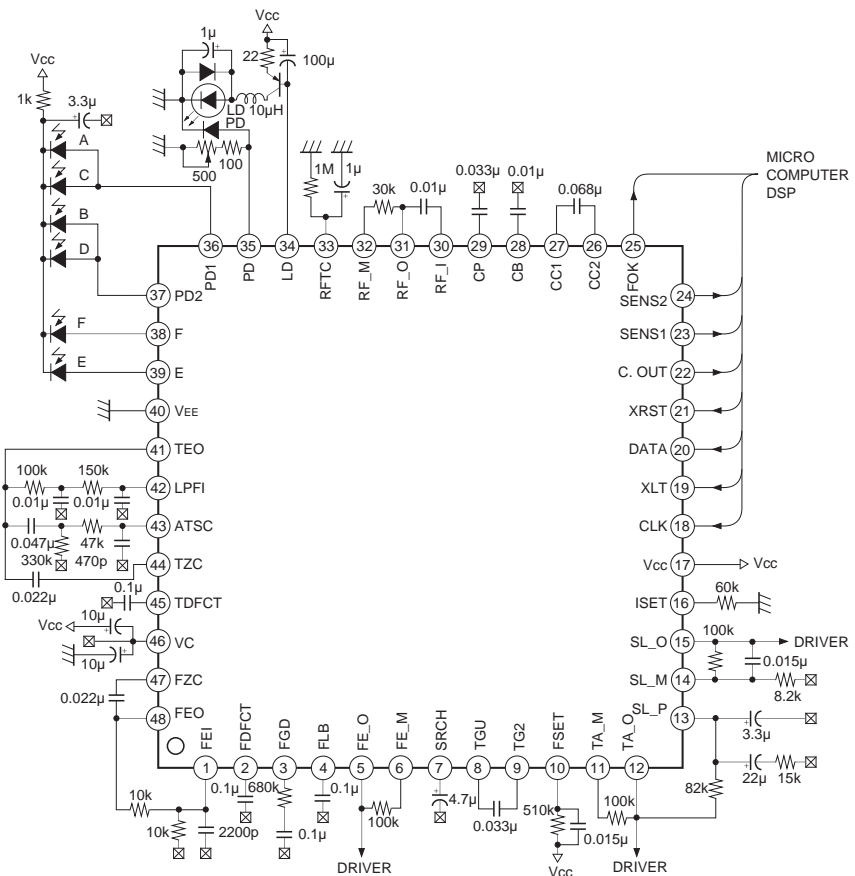 Vcc
1µ
22
100µ
Vcc
1k
3.3µ
LD
10µH
PD
A
C
B
D
F
E
500
100
1M
1µ
30k
0.01µ
0.033µ
0.01µ
0.068µ
MICRO
COMPUTER
DSP
36
35
34
33
32
31
30
29
28
27
26
25
PD1
PD
LD
RFTC
RF_M
RF_O
RF_I
CP
CB
CC1
CC2
FOK
37 PD2
38 F
39 E
40 VEE
41 TEO
42 LPFI
43 ATSC
44 TZC
45 TDFCT
46 VC
47 FZC
48 FEO
100k
150k
0.01µ
0.01µ
0.047µ
47k
330k
470p
0.022µ
0.1µ
10µ
Vcc
10µ
0.022µ
SENS2 24
SENS1 23
C. OUT 22
XRST 21
DATA 20
XLT 19
CLK 18
Vcc 17 Vcc
ISET 16
60k
SL_O 15
DRIVER
100k
0.015µ
SL_M 14
8.2k
SL_P 13
3.3µ
22µ
15k
82k
FEI
FDFCT
FGD
FLB
FE_O
FE_M
SRCH
TGU
TG2
FSET
TA_M
TA_O
1
2
3
4
5
6
7
8
9
10
11
12
10k
10k
2200p
0.1µ
680k
0.1µ
0.1µ
100k
DRIVER
4.7µ
0.033µ
510k
0.015µ
Vcc
100k
DRIVER